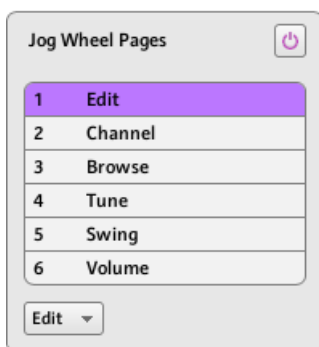 Jog Wheel Pages
1 Edit
2 Channel
3 Browse
4 Tune
5 Swing
6 Volume
Edit